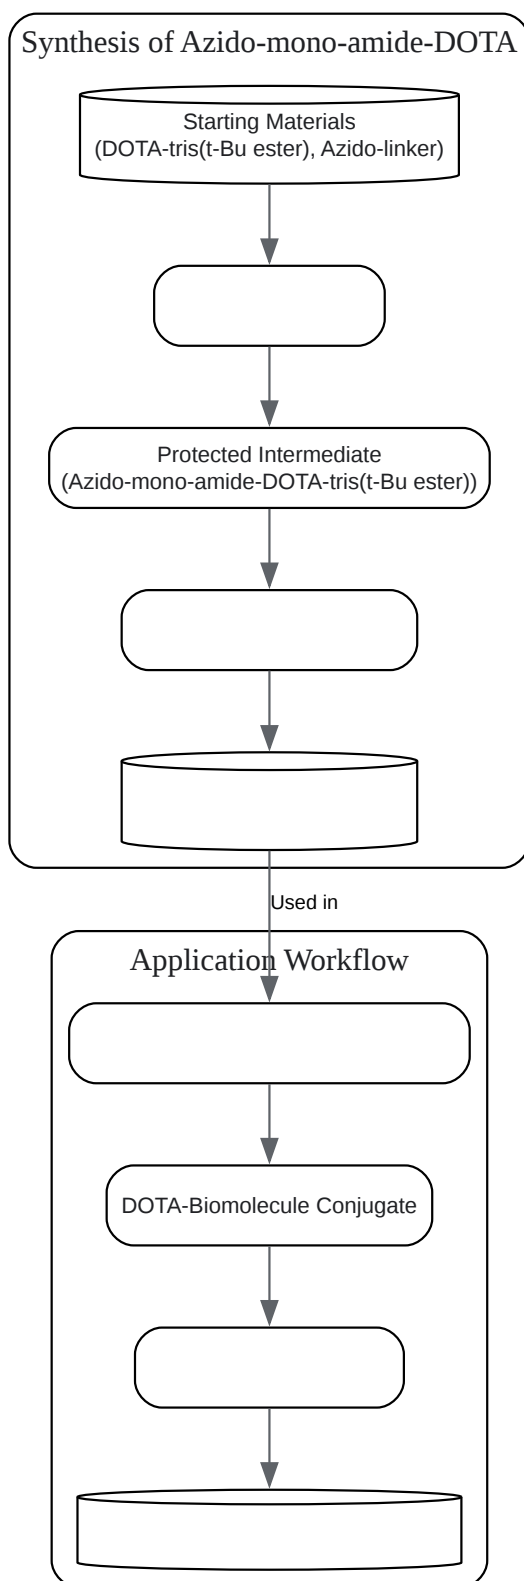 Synthesis of Azido-mono-amide-DOTA
Starting Materials
(DOTA-tris(t-Bu ester), Azido-linker)
Protected Intermediate
(Azido-mono-amide-DOTA-tris(t-Bu ester))
Used in
Application Workflow
DOTA-Biomolecule Conjugate